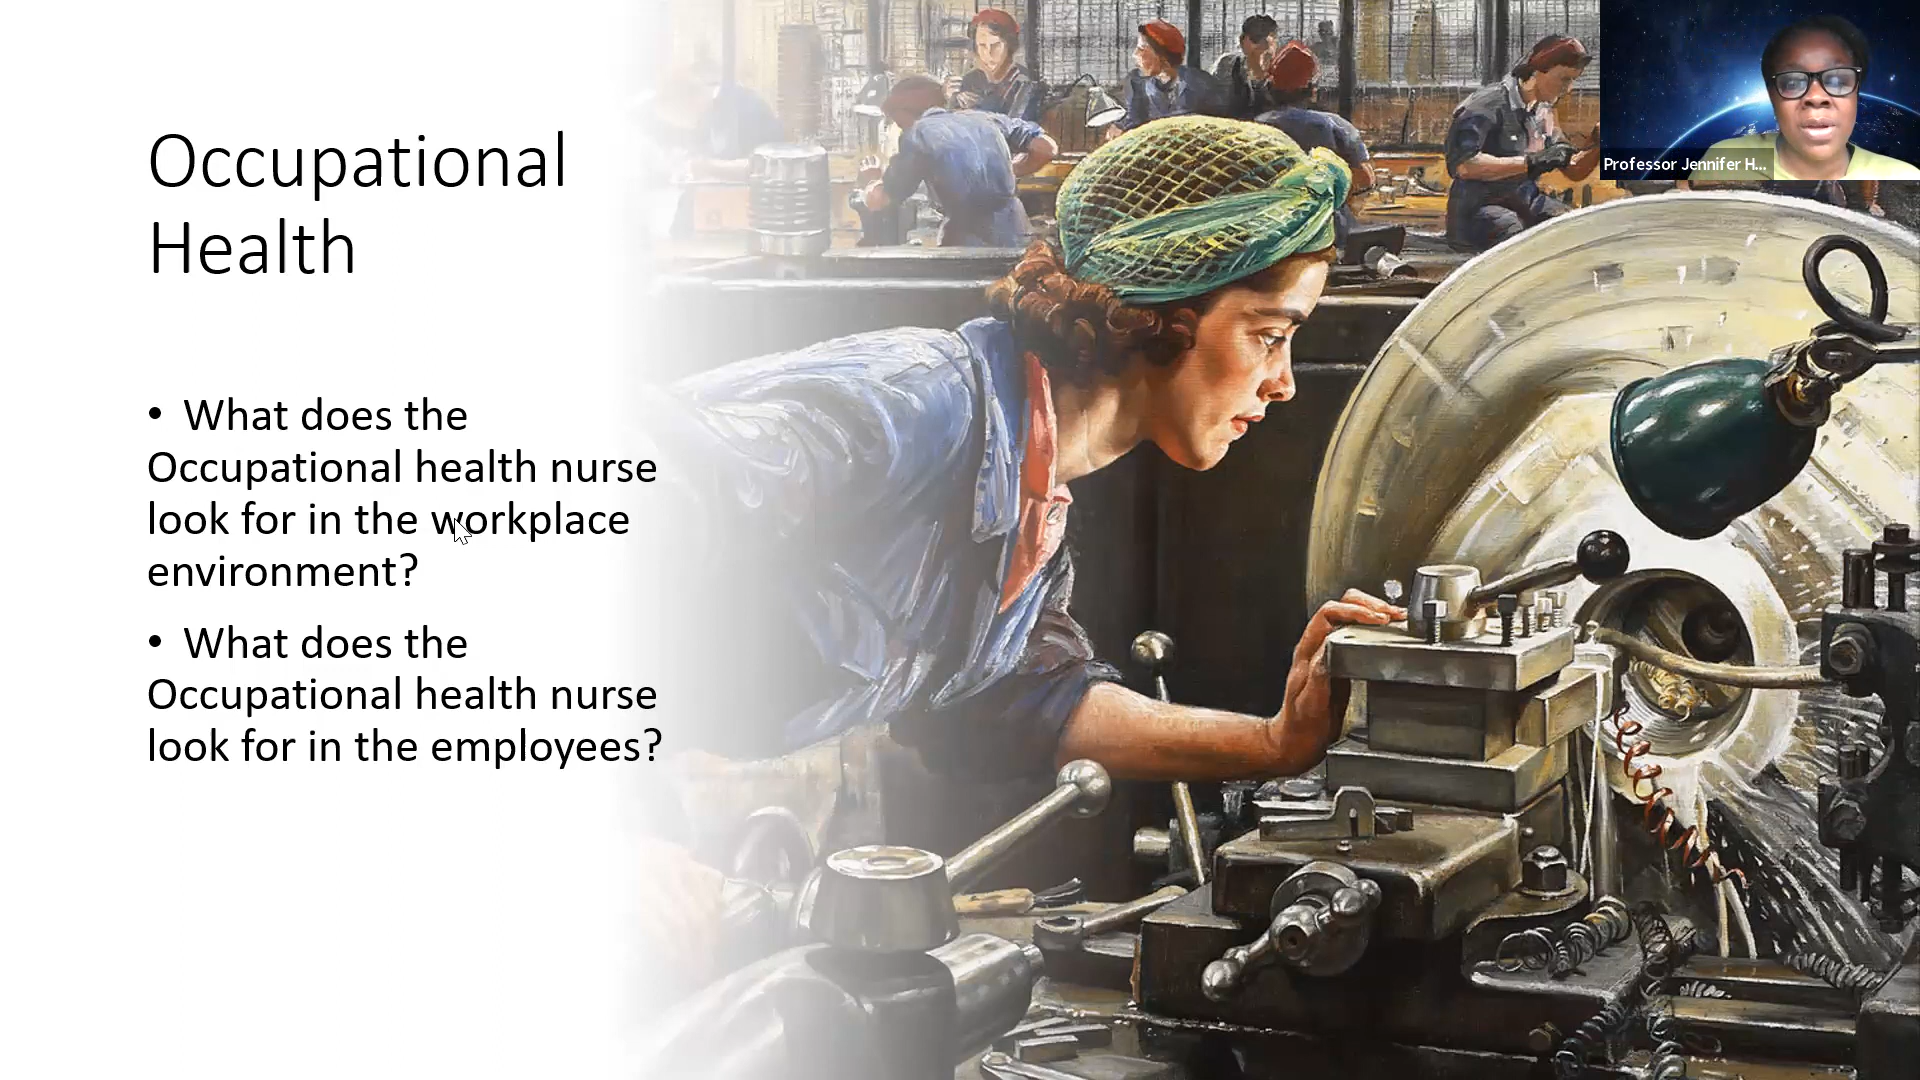 Occupational
Health
• What does the
Occupational health nurse
look for in the workplace
environment?
• What does the
Occupational health nurse
look for in the employees?
Professor Jennifer H...